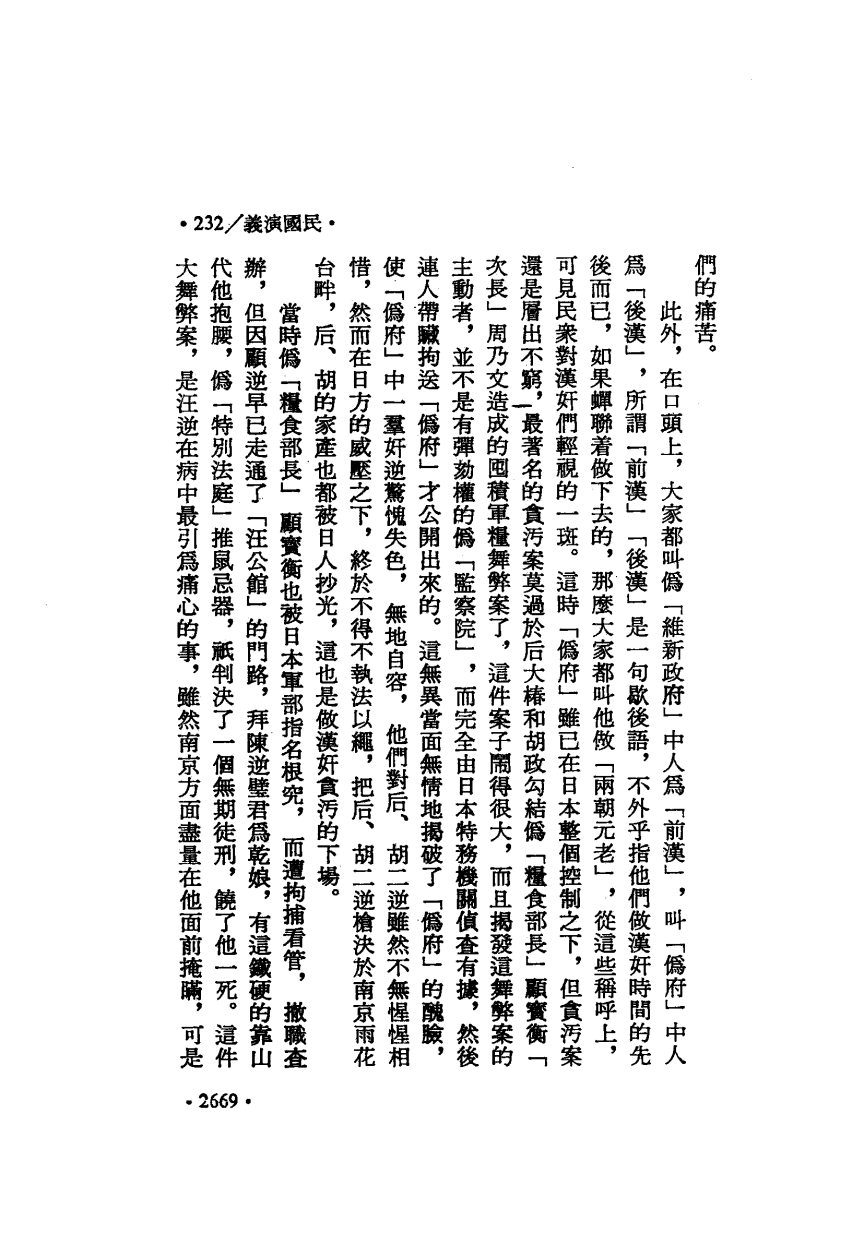 •232／義演國民•
們的痛苦。
此外，在口頭上，大家都叫僞「維新政府」中人爲「前漢」，叫「僞府」中人
爲「後漢」，所謂「前漢」「後漢」是一句歇後語，不外乎指他們做漢奸時間的先
後而已，如果蟬聯着做下去的，那麼大家都叫他做「兩朝元老」，從這些稱呼上，
可見民衆對漢奸們輕視的一斑。這時「僞府」雖已在日本整個控制之下，但貪汚案
還是層出不窮，最著名的貪汚案莫過於后大椿和胡政勾結僞「糧食部長」顧寶衡「
次長」周乃文造成的囤積軍糧舞弊案了，這件案子鬧得很大，而且揭發這舞弊案的
主動者，並不是有彈劾權的僞「監察院」，而完全由日本特務機關偵查有據，然後
連人帶贓拘送「僞府」才公開出來的。這無異當面無情地揭破了「僞府」的醜臉，
使「僞府」中一羣奸逆驚愧失色，無地自容，他們對后、胡二逆雖然不無惺惺相
惜，然而在日方的威壓之下，終於不得不執法以繩，把后、胡二逆槍決於南京雨花
台畔，后、胡的家產也都被日人抄光，這也是做漢奸貪汚的下場。
當時僞「糧食部長」顧寶衡也被日本軍部指名根究，而遭拘捕看管，撤職查
辦，但因顧逆早已走通了「汪公館」的門路，拜陳逆璧君爲乾娘，有這鐵硬的靠山
代他抱腰，僞「特別法庭」推鼠忌器，祇判決了一個無期徒刑，饒了他一死。這件
大舞弊案，是汪逆在病中最引爲痛心的事，雖然南京方面盡量在他面前掩瞞，可是
•2669•